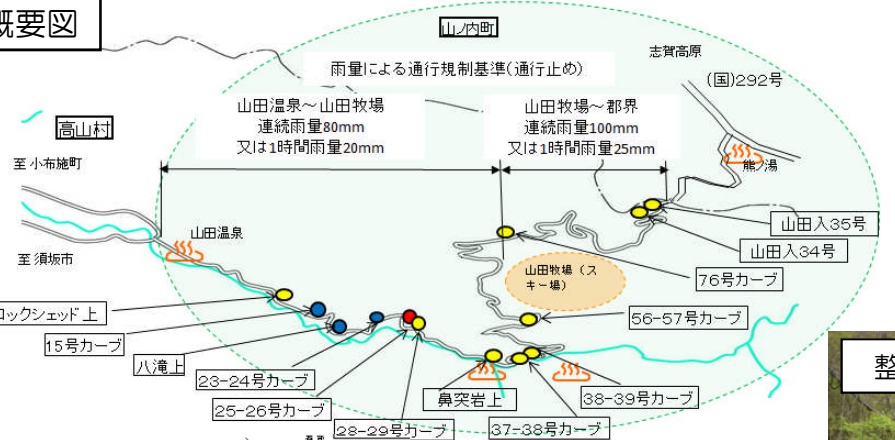 概要図
山ノ内町
志賀高原
雨量による通行規制基準(通行止め)
(国)292号
山田温泉～山田牧場
連続雨量80mm
又は1時間雨量20mm
山田牧場～郡界
連続雨量100mm
又は1時間雨量25mm
高山村
至 小布施町
熊ノ湯
山田温泉
至 須坂市
山田入35号
山田入34号
76号カーブ
山田牧場（ス
キー場）
ロックシェッド上
56-57号カーブ
15号カーブ
八滝上
23-24号カーブ
25-26号カーブ
28-29号カーブ
鼻突岩上
37-38号カーブ
38-39号カーブ
整